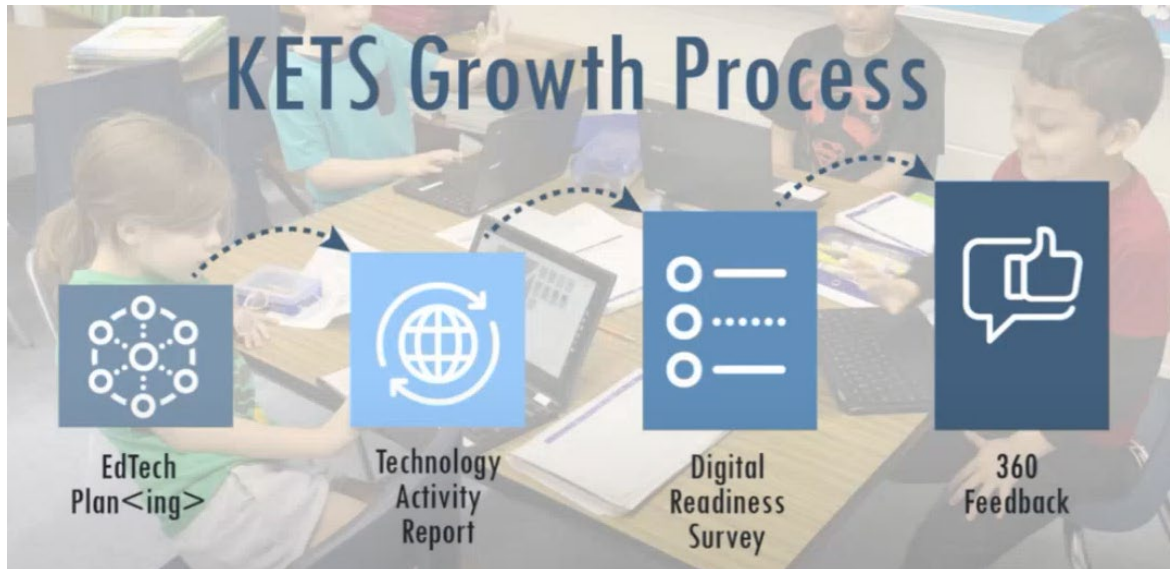 KETS Growth Process
EdTech
Plan<ing>
Technology
Activity
Report
Digital
Readiness
Survey
360
Feedback